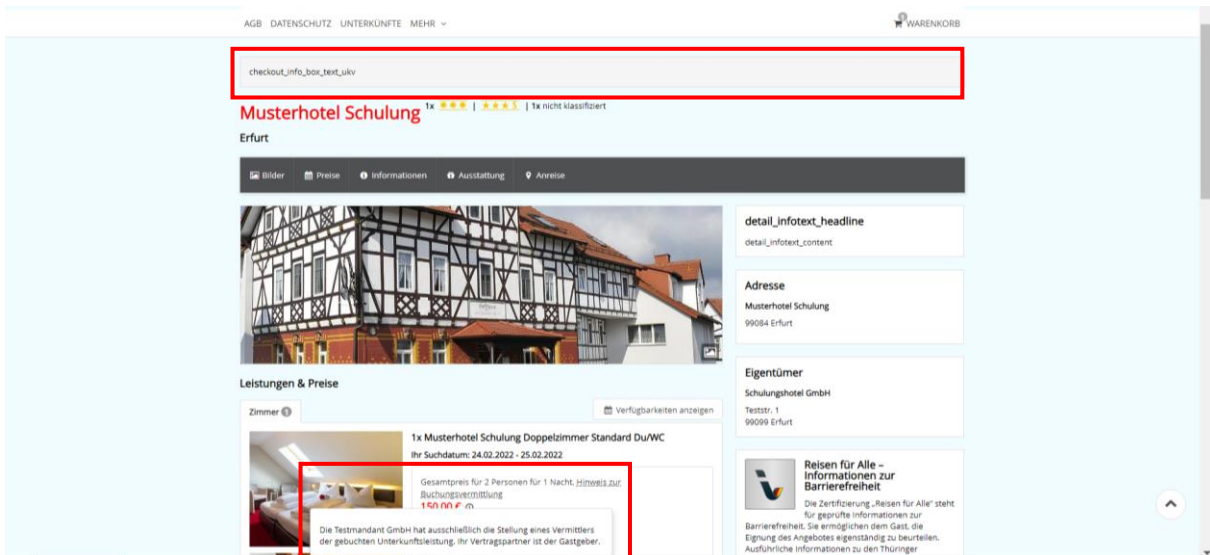 AGB DATENSCHUTZ UNTERKÜNFTE MEHR
WARENKORB
checkout_info_box_text_ukv
Musterhotel Schulung 1x | | 1x nicht klassifiziert
Erfurt
Bilder Preise Informationen Ausstattung Anreise
detail_infotext_headline
detail_infotext_content
Adresse
Musterhotel Schulung
99084 Erfurt
Eigentümer
Schulungshotel GmbH
Teststr. 1
99099 Erfurt
Leistungen & Preise
Zimmer 1
Verfügbarkeiten anzeigen
1x Musterhotel Schulung Doppelzimmer Standard Du/WC
Ihr Suchdatum: 24.02.2022 - 25.02.2022
Gesamtpreis für 2 Personen für 1 Nacht. Hinweis zur
Buchungsvermittlung
150,00 €
Die Testmandant GmbH hat ausschließlich die Stellung eines Vermittlers
der gebuchten Unterkunftsleistung. Ihr Vertragspartner ist der Gastgeber.
Reisen für Alle –
Informationen zur
Barrierefreiheit
Die Zertifizierung „Reisen für Alle" steht
für geprüfte Informationen zur
Barrierefreiheit. Sie ermöglichen dem Gast, die
Eignung des Angebotes eigenständig zu beurteilen.
Ausführliche Informationen zu den Thüringer